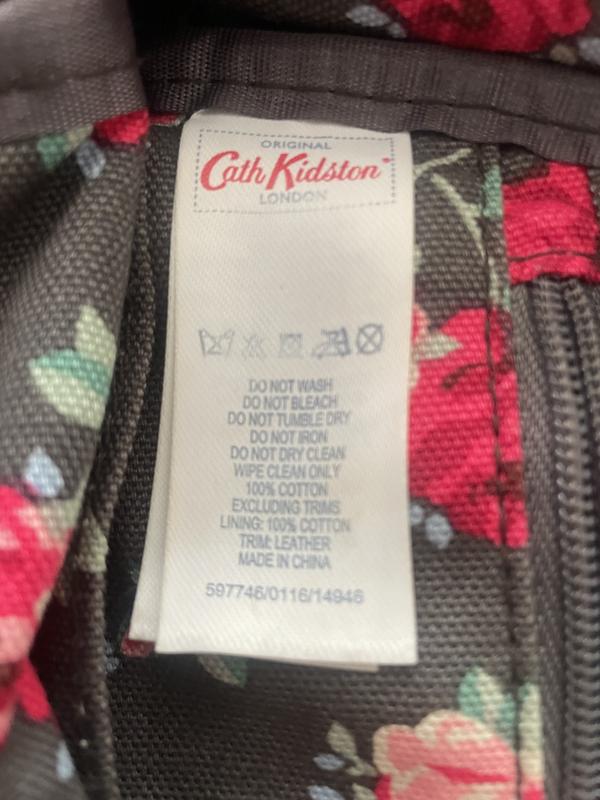 ORIGINAL
Cath Kidston
LONDON
DO NOT WASH
DO NOT BLEACH
DO NOT TUMBLE DRY
DO NOT IRON
DO NOT DRY CLEAN
WIPE CLEAN ONLY
100% COTTON
EXCLUDING TRIMS
LINING: 100% COTTON
TRIM: LEATHER
MADE IN CHINA
597746/0116/14946